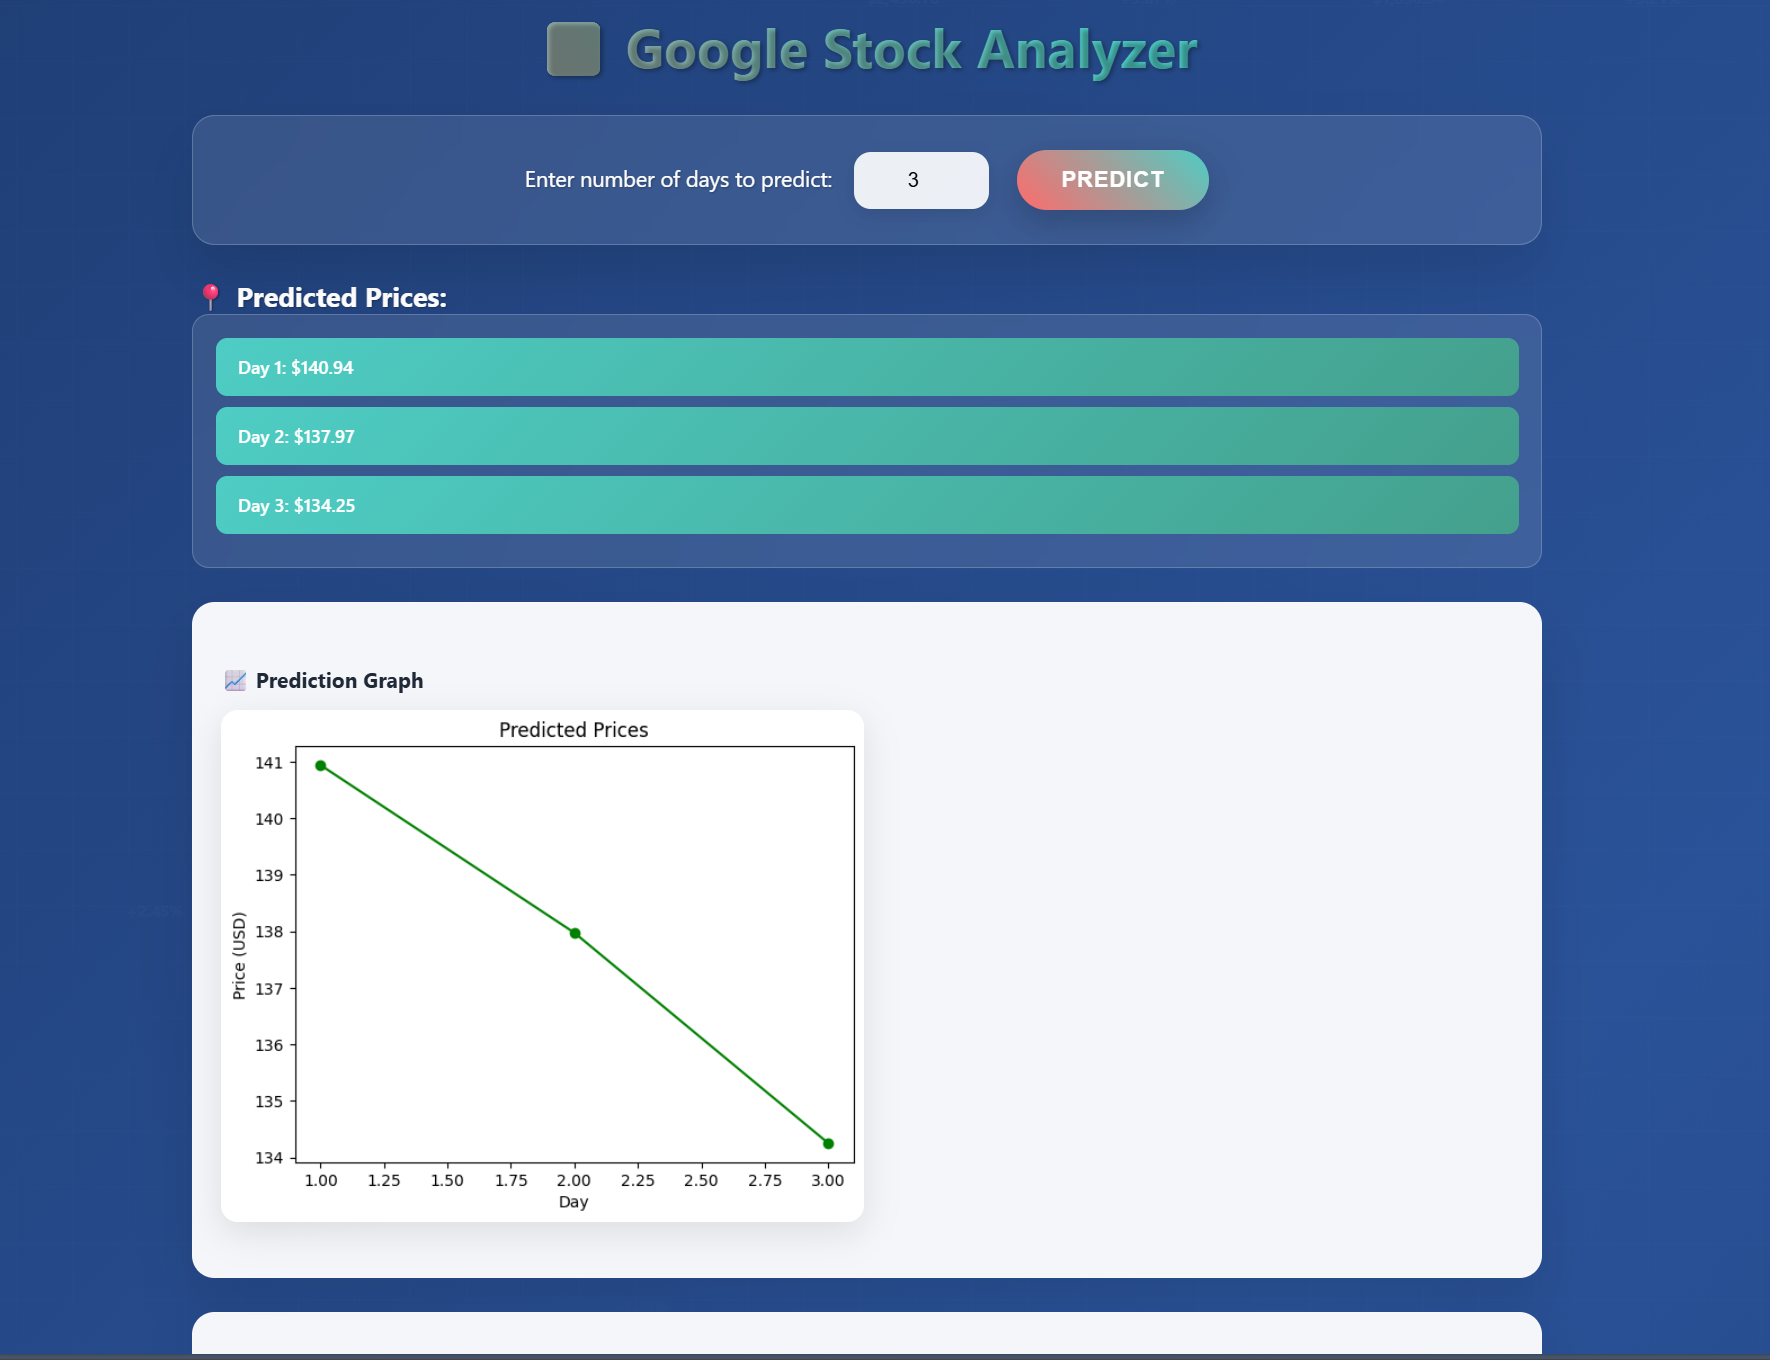 Google Stock Analyzer
Enter number of days to predict: 3 PREDICT
Predicted Prices:
Day 1: $140.94
Day 2: $137.97
Day 3: $134.25
Prediction Graph
Predicted Prices
141
140
139
138
137
136
135
134
Price (USD)
1.00 1.25 1.50 1.75 2.00 2.25 2.50 2.75 3.00
Day